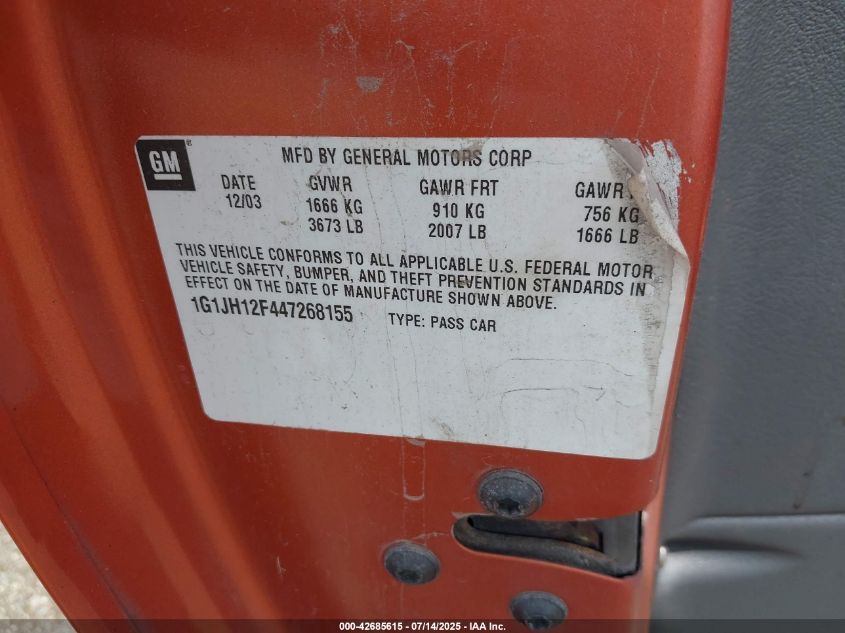 GM
MFD BY GENERAL MOTORS CORP
DATE GVWR GAWR FRT GAWR
12/03 1666 KG 910 KG 756 KG
3673 LB 2007 LB 1666 LB
THIS VEHICLE CONFORMS TO ALL APPLICABLE U.S. FEDERAL MOTOR
VEHICLE SAFETY, BUMPER, AND THEFT PREVENTION STANDARDS IN
EFFECT ON THE DATE OF MANUFACTURE SHOWN ABOVE.
1G1JH12F447268155 TYPE: PASS CAR
000-42685615 / 07/14/2025 - IAA Inc.